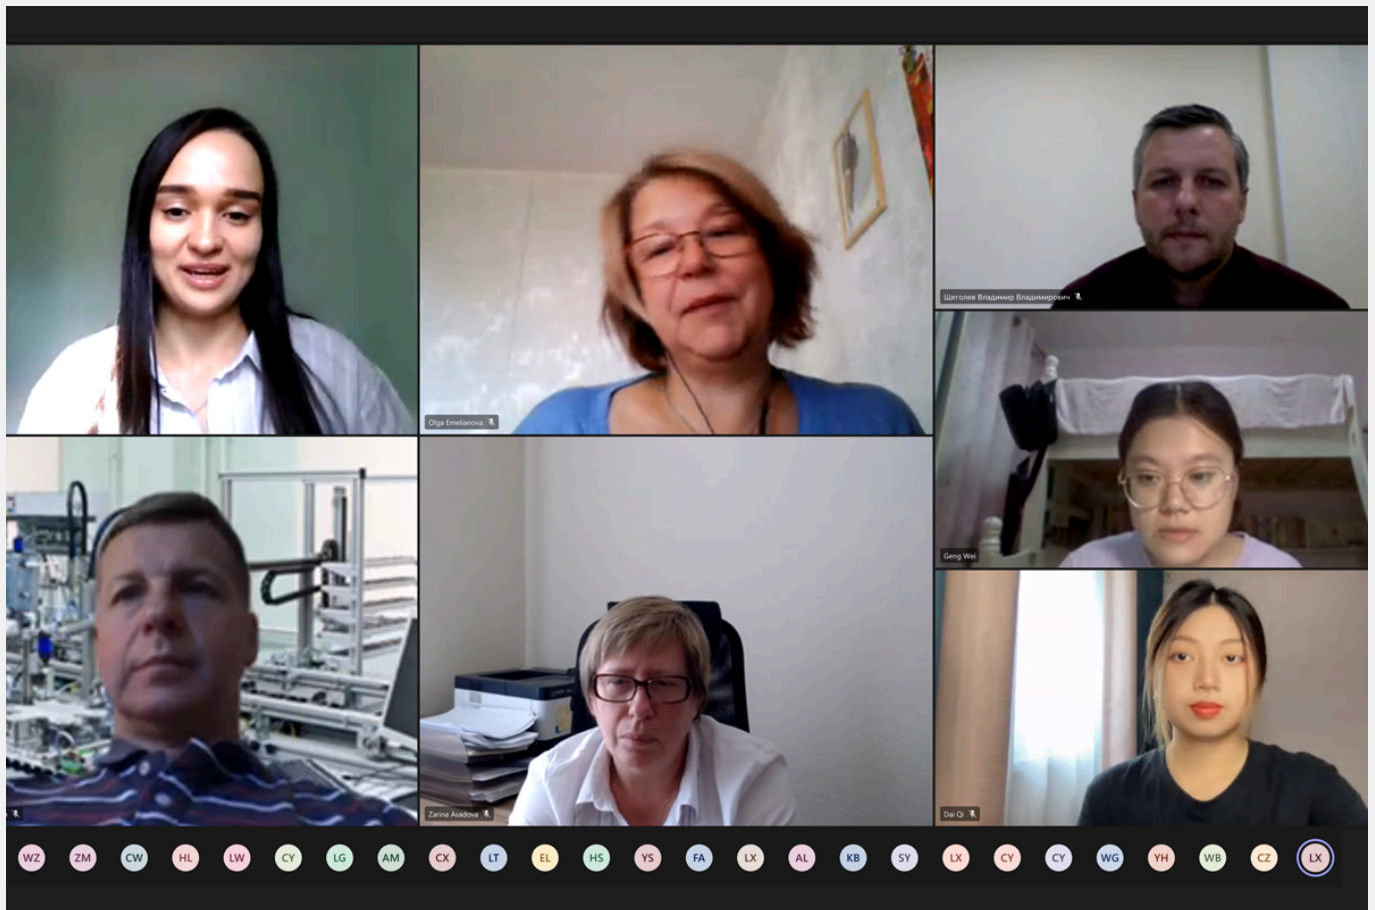 Olga Emelianova
Щеголев Владимир Владимирович
Geng Wei
Zarina Asadova
Dai Qi
WZ ZM CW HL LW CY LG AM CX LT EL HS YS FA LX AL KB SY LX CY CY WG YH WB CZ LX